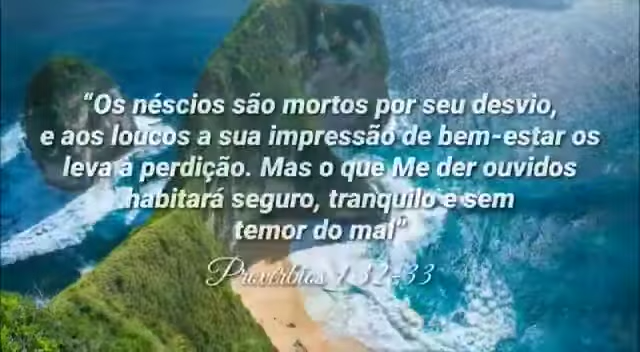 “Os néscios são mortos por seu desvio,
e aos loucos a sua impressão de bem-estar os
leva à perdição. Mas o que Me der ouvidos
habitará seguro, tranquilo e sem
temor do mal”
Provérbios 1 32-33